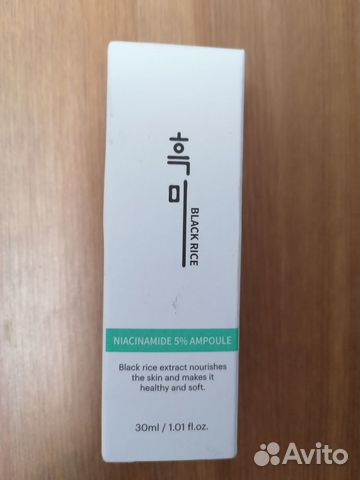 흑미
BLACK RICE
NIACINAMIDE 5% AMPOULE
Black rice extract nourishes
the skin and makes it
healthy and soft.
30ml / 1.01 fl.oz.
Avito